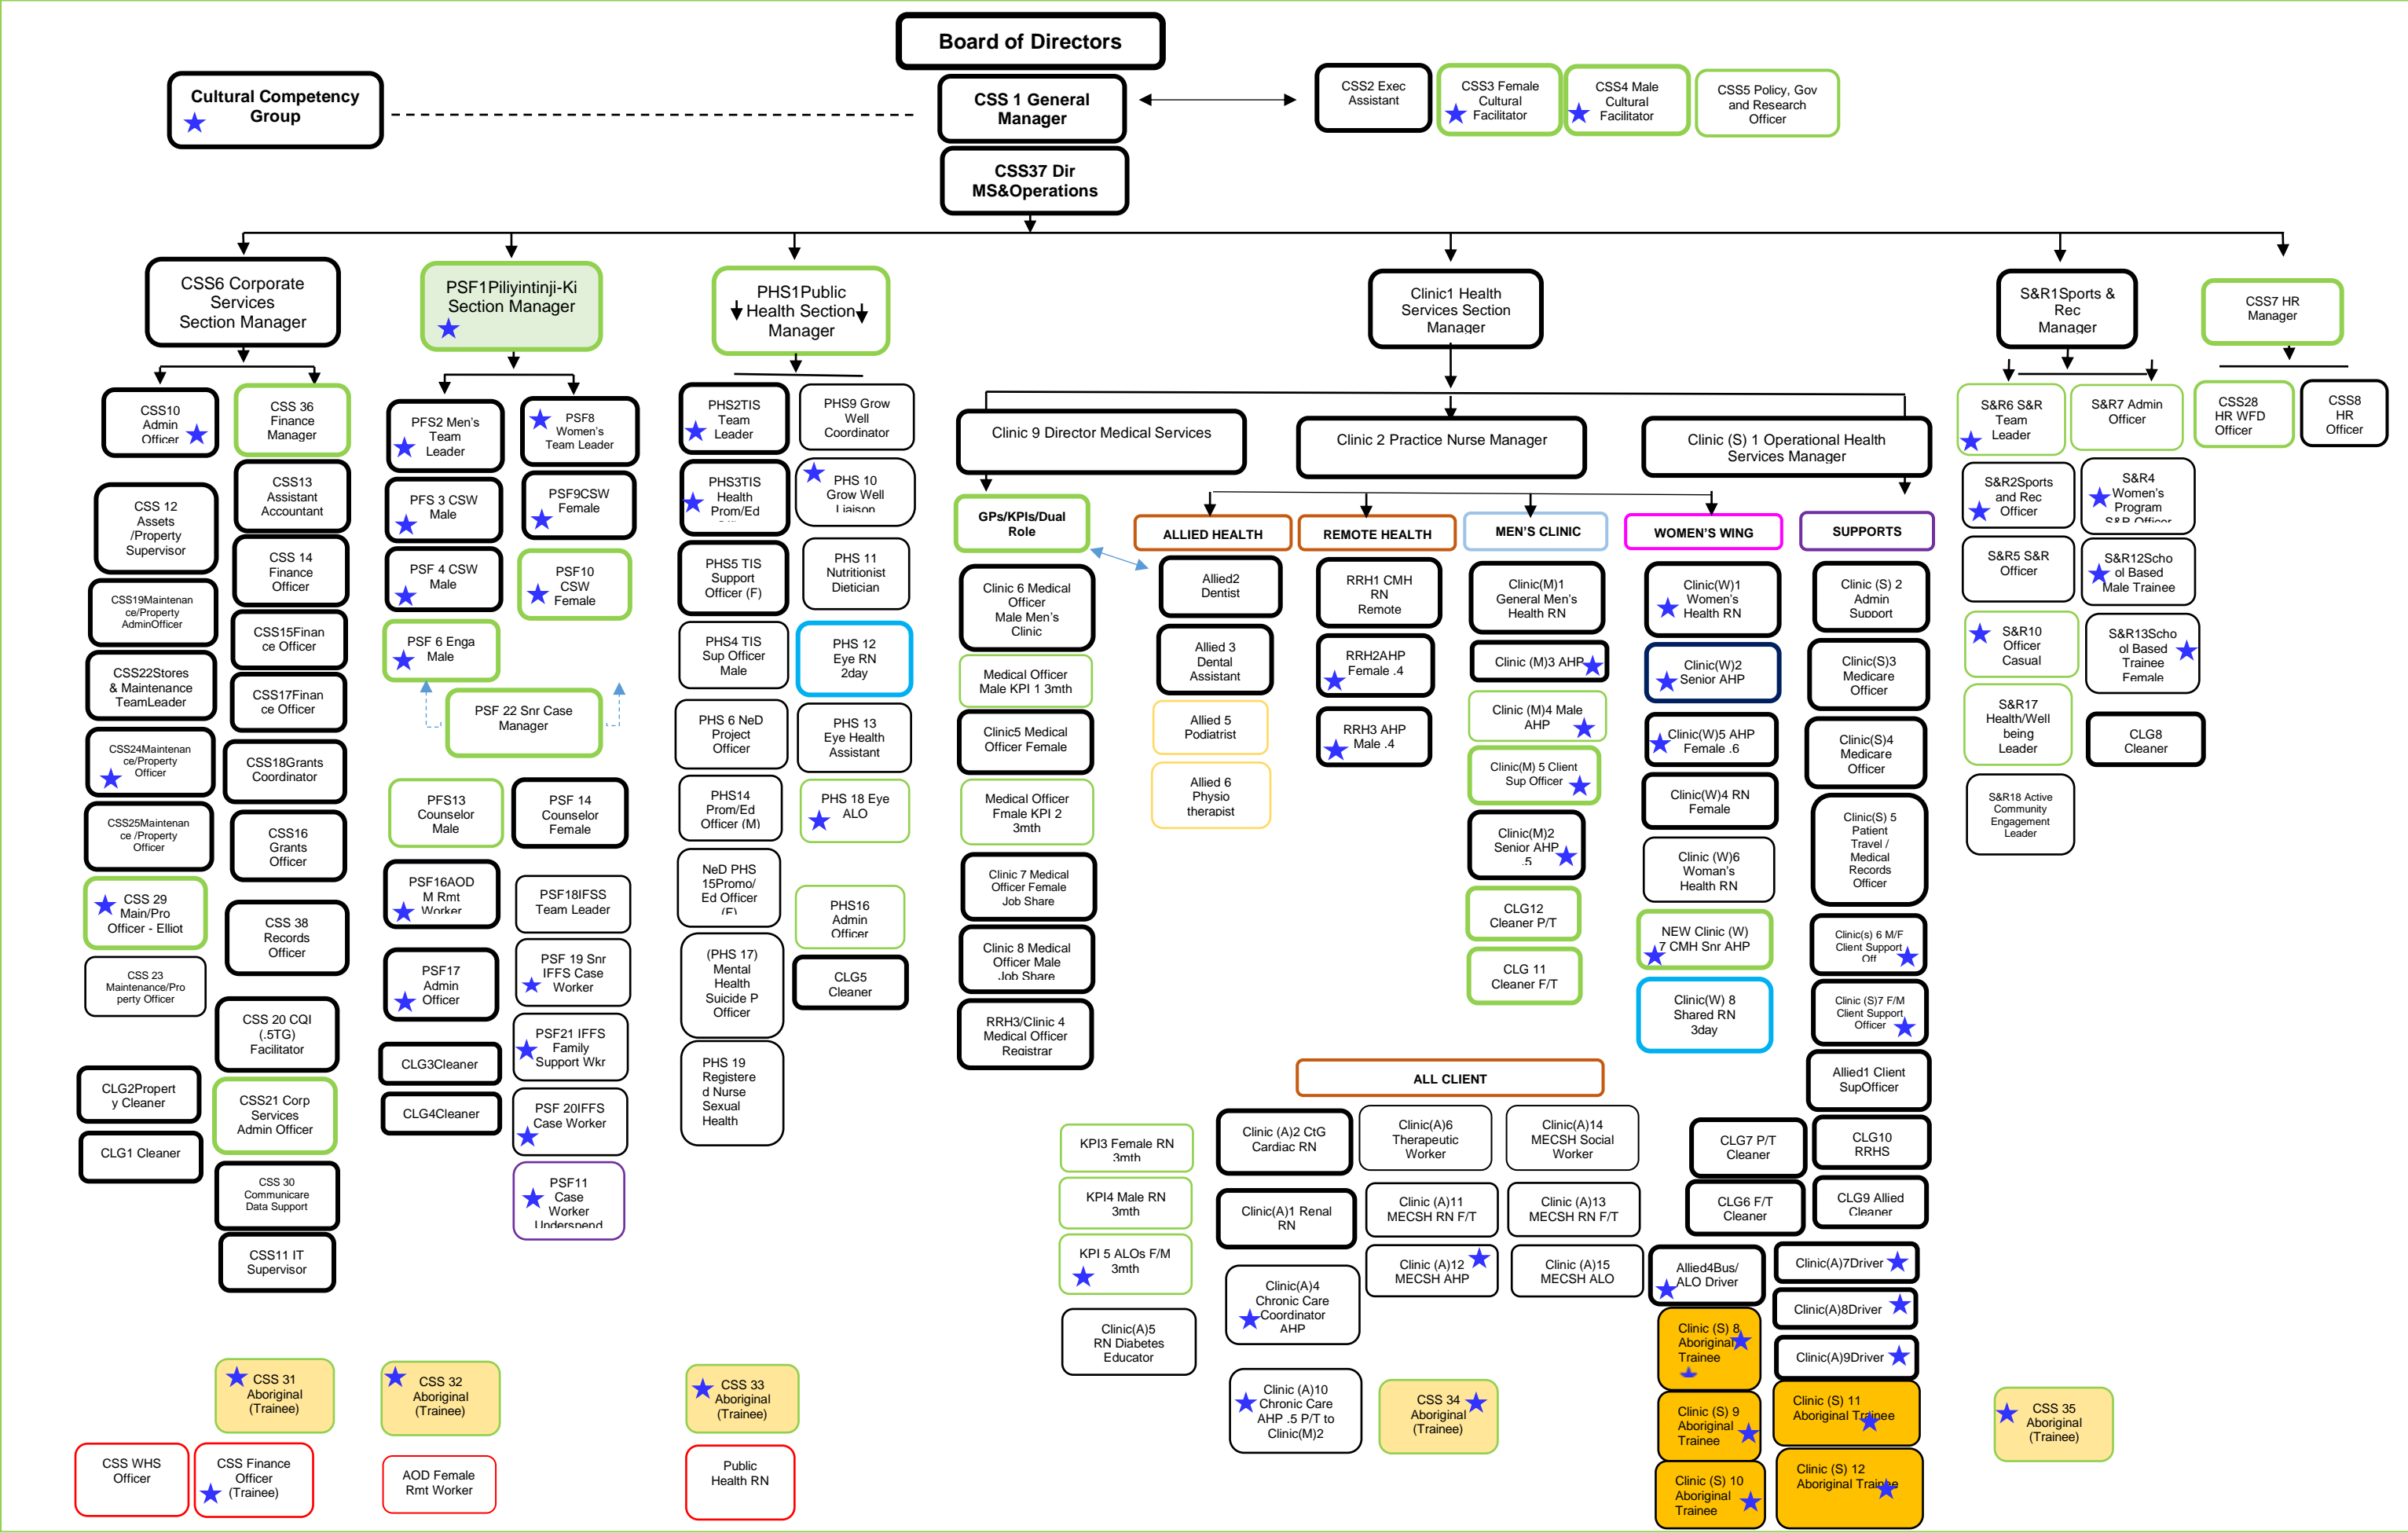 Board of Directors
Cultural Competency
Group
CSS 1 General
Manager
CSS2 Exec
Assistant
CSS3 Female
Cultural
Facilitator
CSS4 Male
Cultural
Facilitator
CSS5 Policy, Gov
and Research
Officer
CSS37 Dir
MS&Operations
CSS6 Corporate
Services
Section Manager
PSF1Piliyintinji-Ki
Section Manager
PHS1Public
Health Section
Manager
Clinic1 Health
Services Section
Manager
S&R1Sports &
Rec
Manager
CSS7 HR
Manager
CSS10
Admin
Officer
CSS 12
Assets
/Property
Supervisor
CSS19Maintenan
ce/Property
AdminOfficer
CSS22Stores
& Maintenance
TeamLeader
CSS24Maintenan
ce/Property
Officer
CSS25Maintenan
ce /Property
Officer
CSS 29
Main/Pro
Officer - Elliot
CSS 23
Maintenance/Pro
perty Officer
CLG2Propert
y Cleaner
CLG1 Cleaner
CSS 36
Finance
Manager
CSS13
Assistant
Accountant
CSS 14
Finance
Officer
CSS15Finan
ce Officer
CSS17Finan
ce Officer
CSS18Grants
Coordinator
CSS16
Grants
Officer
CSS 38
Records
Officer
CSS 20 CQI
(.5TG)
Facilitator
CSS21 Corp
Services
Admin Officer
CSS 30
Communicare
Data Support
CSS11 IT
Supervisor
CSS 31
Aboriginal
(Trainee)
CSS WHS
Officer
CSS Finance
Officer
(Trainee)
PFS2 Men's
Team
Leader
PFS 3 CSW
Male
PSF 4 CSW
Male
PSF 6 Enga
Male
PSF8
Women's
Team Leader
PSF9CSW
Female
PSF10
CSW
Female
PSF 22 Snr Case
Manager
PFS13
Counselor
Male
PSF 14
Counselor
Female
PSF16AOD
M Rmt
Worker
PSF17
Admin
Officer
CLG3Cleaner
CLG4Cleaner
PSF18IFSS
Team Leader
PSF 19 Snr
IFFS Case
Worker
PSF21 IFFS
Family
Support Wkr
PSF 20IFFS
Case Worker
PSF11
Case
Worker
Underspend
CSS 32
Aboriginal
(Trainee)
AOD Female
Rmt Worker
PHS2TIS
Team
Leader
PHS3TIS
Health
Prom/Ed
PHS5 TIS
Support
Officer (F)
PHS4 TIS
Sup Officer
Male
PHS 6 NeD
Project
Officer
PHS14
Prom/Ed
Officer (M)
NeD PHS
15Promo/
Ed Officer
(F)
(PHS 17)
Mental
Health
Suicide P
Officer
PHS 19
Registere
d Nurse
Sexual
Health
PHS9 Grow
Well
Coordinator
PHS 10
Grow Well
Liaison
PHS 11
Nutritionist
Dietician
PHS 12
Eye RN
2day
PHS 13
Eye Health
Assistant
PHS 18 Eye
ALO
PHS16
Admin
Officer
CLG5
Cleaner
CSS 33
Aboriginal
(Trainee)
Public
Health RN
Clinic 9 Director Medical Services
Clinic 2 Practice Nurse Manager
Clinic (S) 1 Operational Health
Services Manager
GPs/KPIs/Dual
Role
Clinic 6 Medical
Officer
Male Men's
Clinic
Medical Officer
Male KPI 1 3mth
Clinic5 Medical
Officer Female
Medical Officer
Fmale KPI 2
3mth
Clinic 7 Medical
Officer Female
Job Share
Clinic 8 Medical
Officer Male
Job Share
RRH3/Clinic 4
Medical Officer
Registrar
ALLIED HEALTH
Allied2
Dentist
Allied 3
Dental
Assistant
Allied 5
Podiatrist
Allied 6
Physio
therapist
REMOTE HEALTH
RRH1 CMH
RN
Remote
RRH2AHP
Female .4
RRH3 AHP
Male .4
MEN'S CLINIC
Clinic(M)1
General Men's
Health RN
Clinic (M)3 AHP
Clinic (M)4 Male
AHP
Clinic(M) 5 Client
Sup Officer
Clinic(M)2
Senior AHP
.5
CLG12
Cleaner P/T
CLG 11
Cleaner F/T
WOMEN'S WING
Clinic(W)1
Women's
Health RN
Clinic(W)2
Senior AHP
Clinic(W)5 AHP
Female .6
Clinic(W)4 RN
Female
Clinic (W)6
Woman's
Health RN
NEW Clinic (W)
7 CMH Snr AHP
Clinic(W) 8
Shared RN
3day
SUPPORTS
Clinic (S) 2
Admin
Support
Clinic(S)3
Medicare
Officer
Clinic(S)4
Medicare
Officer
Clinic(S) 5
Patient
Travel /
Medical
Records
Officer
Clinic(s) 6 M/F
Client Support
Off
Clinic (S)7 F/M
Client Support
Officer
Allied1 Client
SupOfficer
CLG7 P/T
Cleaner
CLG10
RRHS
CLG6 F/T
Cleaner
CLG9 Allied
Cleaner
ALL CLIENT
KPI3 Female RN
3mth
KPI4 Male RN
3mth
KPI 5 ALOs F/M
3mth
Clinic(A)5
RN Diabetes
Educator
Clinic (A)2 CtG
Cardiac RN
Clinic(A)1 Renal
RN
Clinic(A)4
Chronic Care
Coordinator
AHP
Clinic (A)10
Chronic Care
AHP .5 P/T to
Clinic(M)2
Clinic(A)6
Therapeutic
Worker
Clinic (A)11
MECSH RN F/T
Clinic (A)12
MECSH AHP
Clinic(A)14
MECSH Social
Worker
Clinic (A)13
MECSH RN F/T
Clinic (A)15
MECSH ALO
CSS 34
Aboriginal
(Trainee)
Allied4Bus/
ALO Driver
Clinic(A)7Driver
Clinic(A)8Driver
Clinic(A)9Driver
Clinic (S) 8
Aboriginal
Trainee
Clinic (S) 9
Aboriginal
Trainee
Clinic (S) 10
Aboriginal
Trainee
Clinic (S) 11
Aboriginal Trainee
Clinic (S) 12
Aboriginal Trainee
S&R6 S&R
Team
Leader
S&R7 Admin
Officer
S&R2Sports
and Rec
Officer
S&R4
Women's
Program
S&R Officer
S&R5 S&R
Officer
S&R12Scho
ol Based
Male Trainee
S&R10
Officer
Casual
S&R13Scho
ol Based
Trainee
Female
S&R17
Health/Well
being
Leader
CLG8
Cleaner
S&R18 Active
Community
Engagement
Leader
CSS 35
Aboriginal
(Trainee)
CSS28
HR WFD
Officer
CSS8
HR
Officer